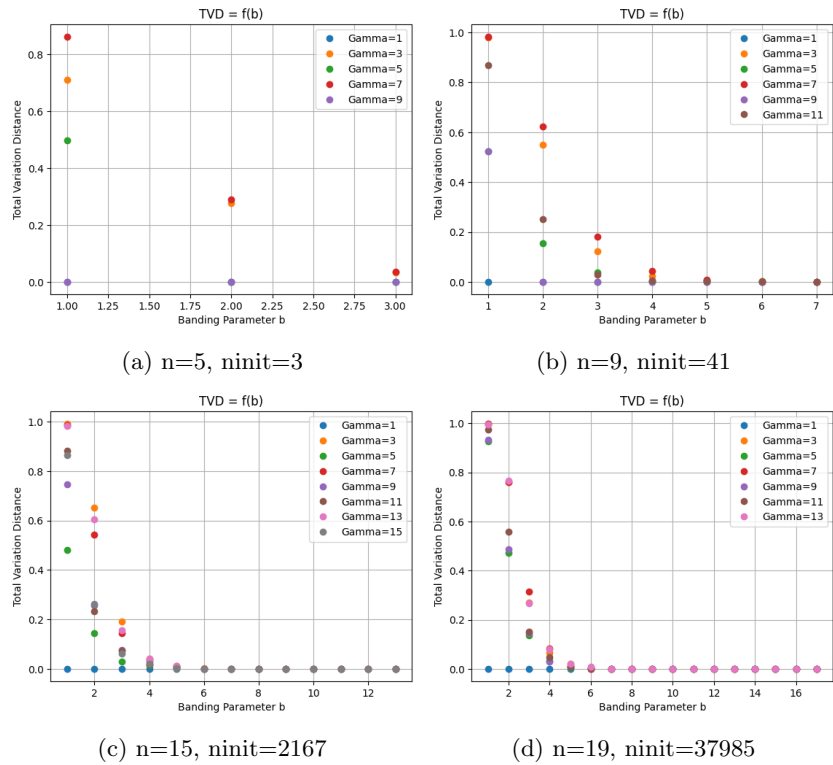 TVD = f(b)
Total Variation Distance
0.8
0.6
0.4
0.2
0.0
Gamma=1
Gamma=3
Gamma=5
Gamma=7
Gamma=9
1.00 1.25 1.50 1.75 2.00 2.25 2.50 2.75 3.00
Banding Parameter b
(a) n=5, ninit=3
TVD = f(b)
Total Variation Distance
1.0
0.8
0.6
0.4
0.2
0.0
Gamma=1
Gamma=3
Gamma=5
Gamma=7
Gamma=9
Gamma=11
1 2 3 4 5 6 7
Banding Parameter b
(b) n=9, ninit=41
TVD = f(b)
Total Variation Distance
1.0
0.8
0.6
0.4
0.2
0.0
Gamma=1
Gamma=3
Gamma=5
Gamma=7
Gamma=9
Gamma=11
Gamma=13
Gamma=15
2 4 6 8 10 12
Banding Parameter b
(c) n=15, ninit=2167
TVD = f(b)
Total Variation Distance
1.0
0.8
0.6
0.4
0.2
0.0
Gamma=1
Gamma=3
Gamma=5
Gamma=7
Gamma=9
Gamma=11
Gamma=13
2 4 6 8 10 12 14 16
Banding Parameter b
(d) n=19, ninit=37985